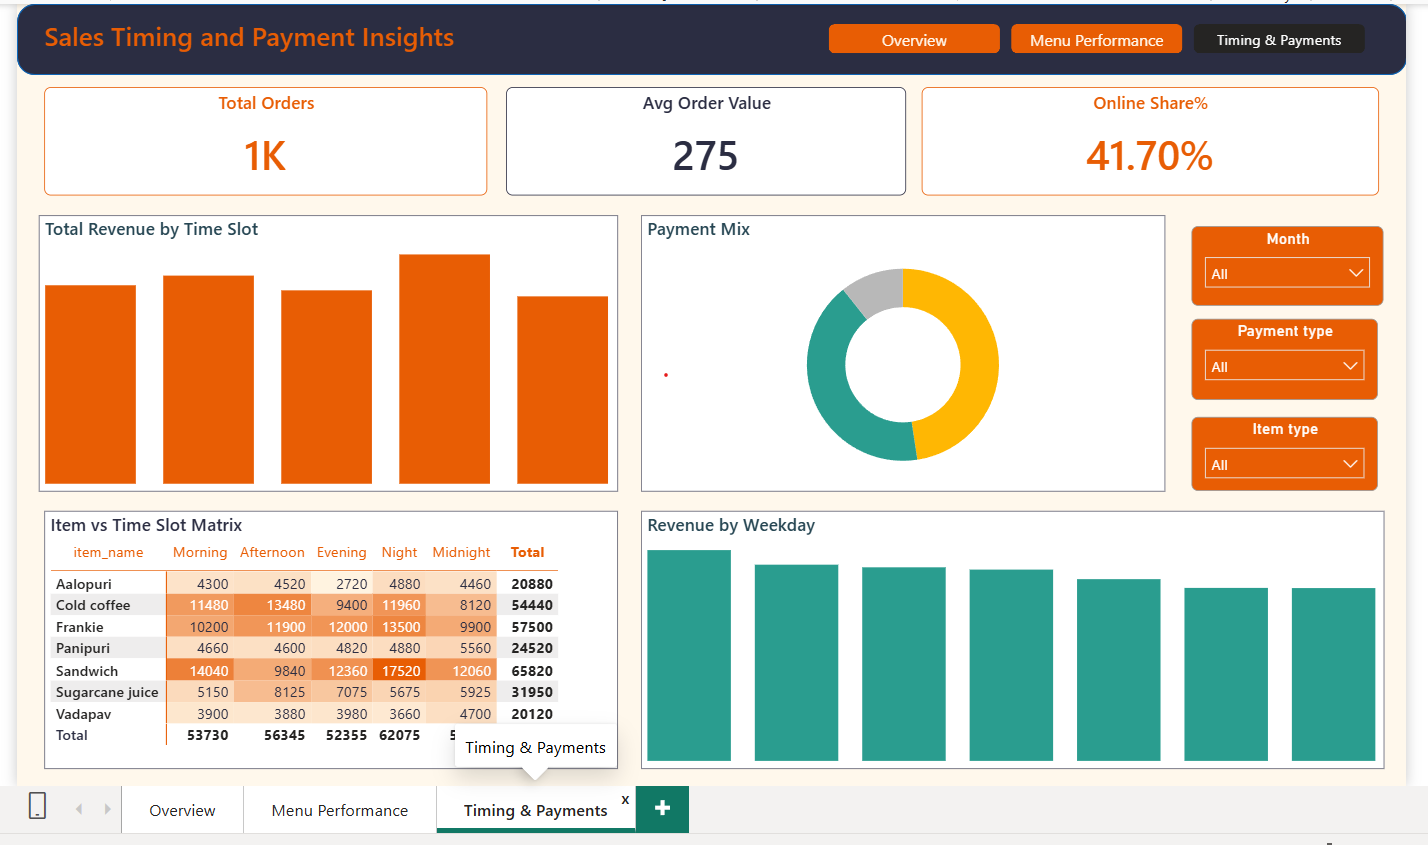 Sales Timing and Payment Insights
Overview
Menu Performance
Timing & Payments
Total Orders
1K
Avg Order Value
275
Online Share%
41.70%
Total Revenue by Time Slot
Payment Mix
Month
All
Payment type
All
Item type
All
Item vs Time Slot Matrix
item_name Morning Afternoon Evening Night Midnight Total
Aalopuri 4300 4520 2720 4880 4460 20880
Cold coffee 11480 13480 9400 11960 8120 54440
Frankie 10200 11900 12000 13500 9900 57500
Panipuri 4660 4600 4820 4880 5560 24520
Sandwich 14040 9840 12360 17520 12060 65820
Sugarcane juice 5150 8125 7075 5675 5925 31950
Vadapav 3900 3880 3980 3660 4700 20120
Total 53730 56345 52355 62075
Revenue by Weekday
Timing & Payments
Overview
Menu Performance
Timing & Payments
x
+